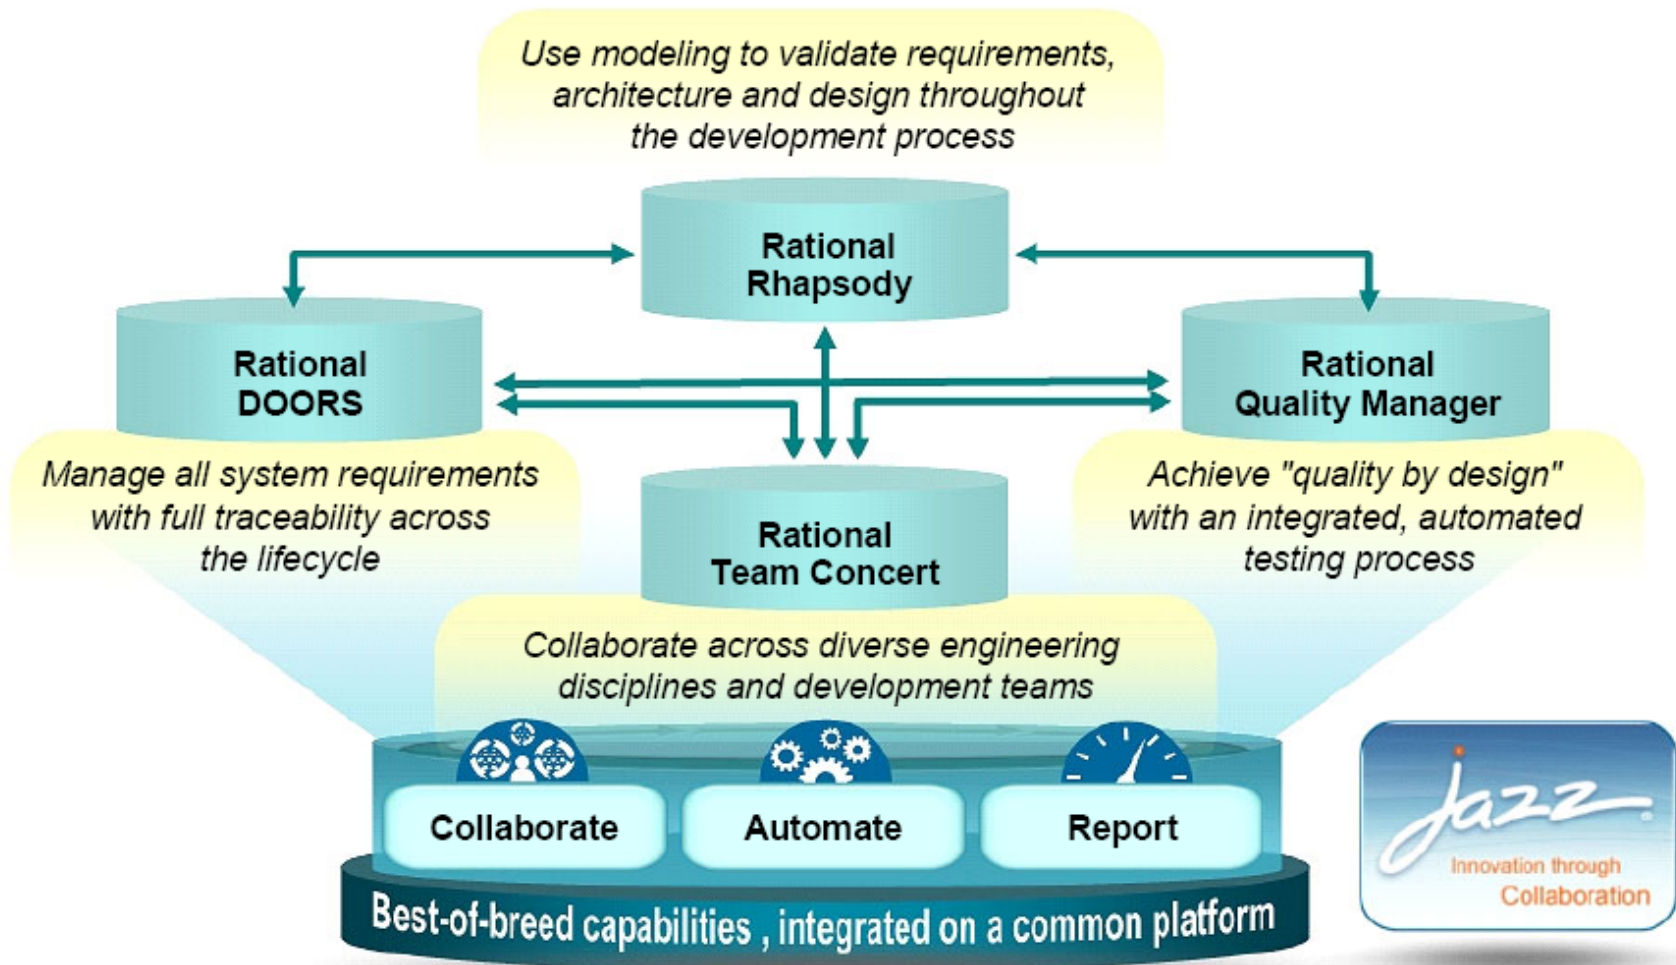 Use modeling to validate requirements,
architecture and design throughout
the development process
Rational
Rhapsody
Rational
DOORS
Rational
Quality Manager
Manage all system requirements
with full traceability across
the lifecycle
Achieve "quality by design"
with an integrated, automated
testing process
Rational
Team Concert
Collaborate across diverse engineering
disciplines and development teams
Collaborate
Automate
Report
Best-of-breed capabilities , integrated on a common platform
jazz®
Innovation through
Collaboration